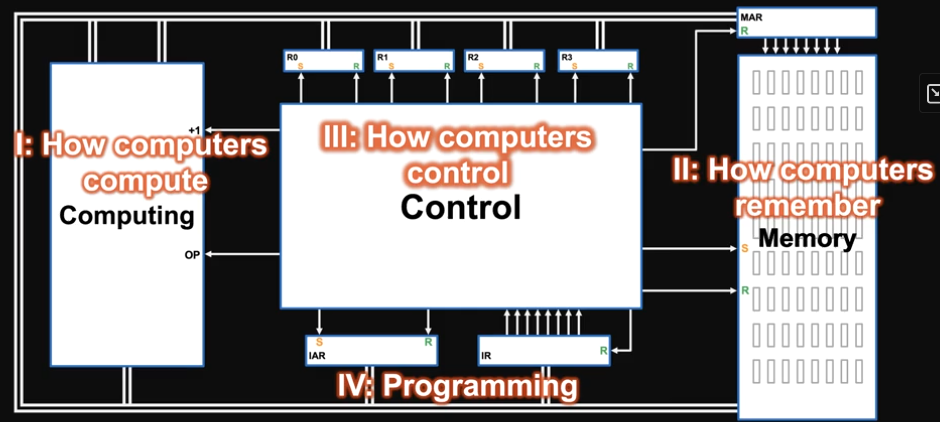 MAR
R
R0
S
R
R1
S
R
R2
S
R
R3
S
R
+1
I: How computers
compute
Computing
OP
III: How computers
control
Control
II: How computers
remember
Memory
S
R
S
R
IAR
IR
R
IV: Programming